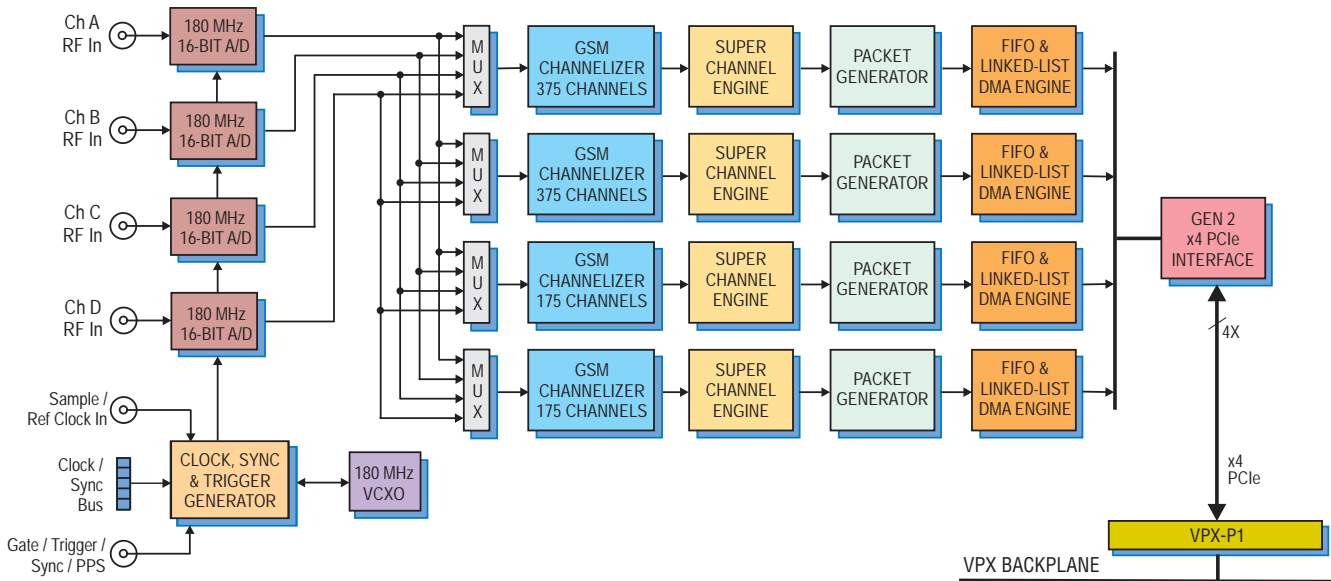 Ch A
RF In
180 MHz
16-BIT A/D
M
U
X
GSM
CHANNELIZER
375 CHANNELS
SUPER
CHANNEL
ENGINE
PACKET
GENERATOR
FIFO &
LINKED-LIST
DMA ENGINE
Ch B
RF In
180 MHz
16-BIT A/D
M
U
X
GSM
CHANNELIZER
375 CHANNELS
SUPER
CHANNEL
ENGINE
PACKET
GENERATOR
FIFO &
LINKED-LIST
DMA ENGINE
Ch C
RF In
180 MHz
16-BIT A/D
GEN 2
x4 PCIe
INTERFACE
M
U
X
GSM
CHANNELIZER
175 CHANNELS
SUPER
CHANNEL
ENGINE
PACKET
GENERATOR
FIFO &
LINKED-LIST
DMA ENGINE
Ch D
RF In
180 MHz
16-BIT A/D
4X
M
U
X
GSM
CHANNELIZER
175 CHANNELS
SUPER
CHANNEL
ENGINE
PACKET
GENERATOR
FIFO &
LINKED-LIST
DMA ENGINE
Sample /
Ref Clock In
Clock /
Sync
Bus
CLOCK, SYNC
& TRIGGER
GENERATOR
180 MHz
VCXO
x4
PCIe
Gate / Trigger /
Sync / PPS
VPX-P1
VPX BACKPLANE